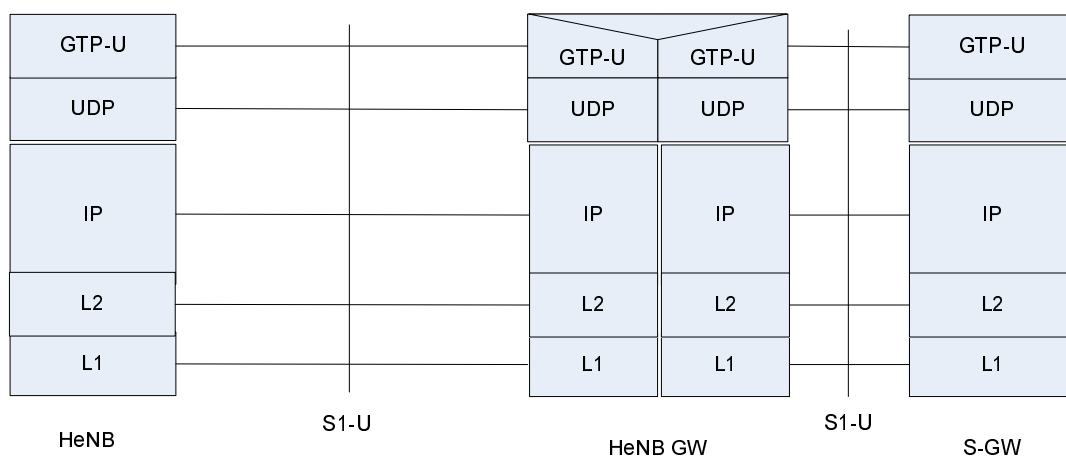 GTP-U GTP-U GTP-U GTP-U
UDP UDP UDP UDP
IP IP IP IP
L2 L2 L2 L2
L1 L1 L1 L1
S1-U S1-U
HeNB HeNB GW S-GW